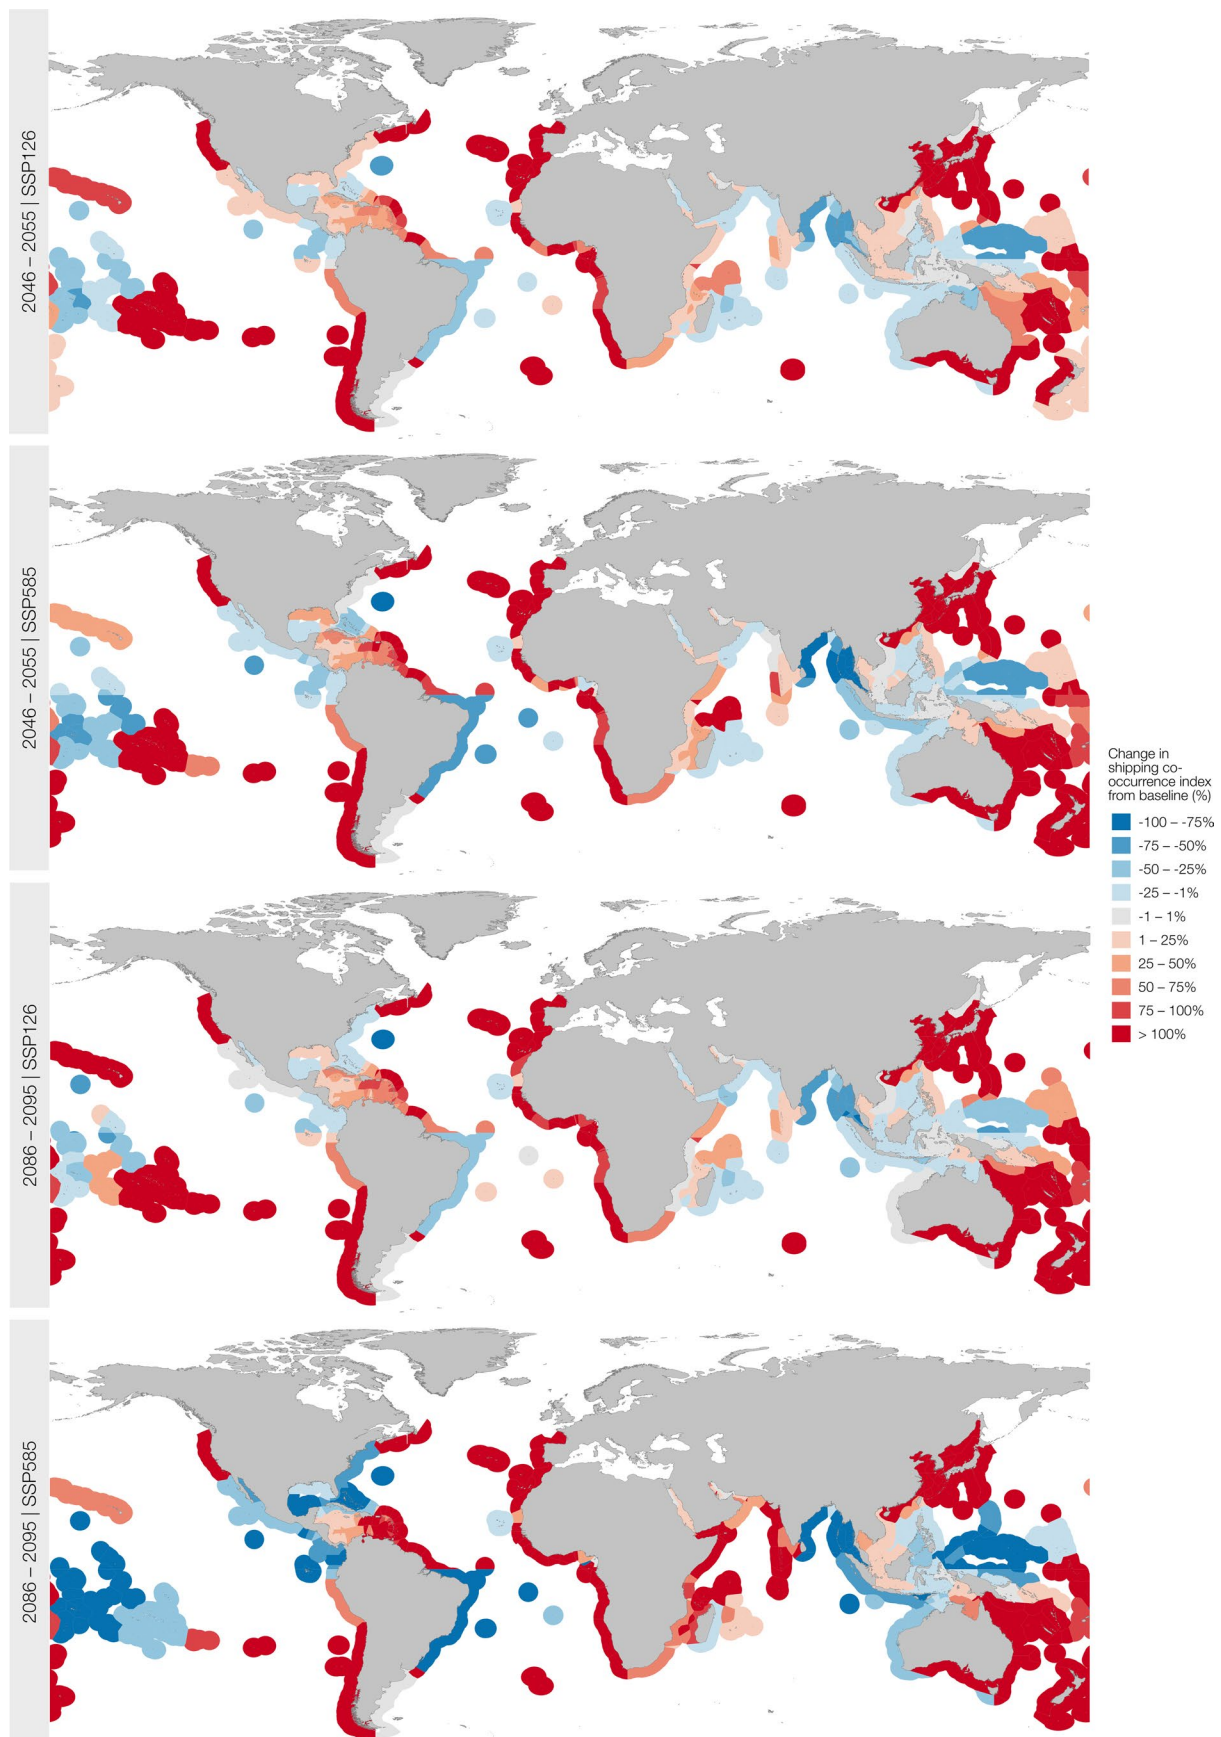 2046 – 2055 | SSP126
2046 – 2055 | SSP585
2086 – 2095 | SSP126
2086 – 2095 | SSP585
Change in
shipping co-
occurrence index
from baseline (%)
-100 – -75%
-75 – -50%
-50 – -25%
-25 – -1%
-1 – 1%
1 – 25%
25 – 50%
50 – 75%
75 – 100%
> 100%